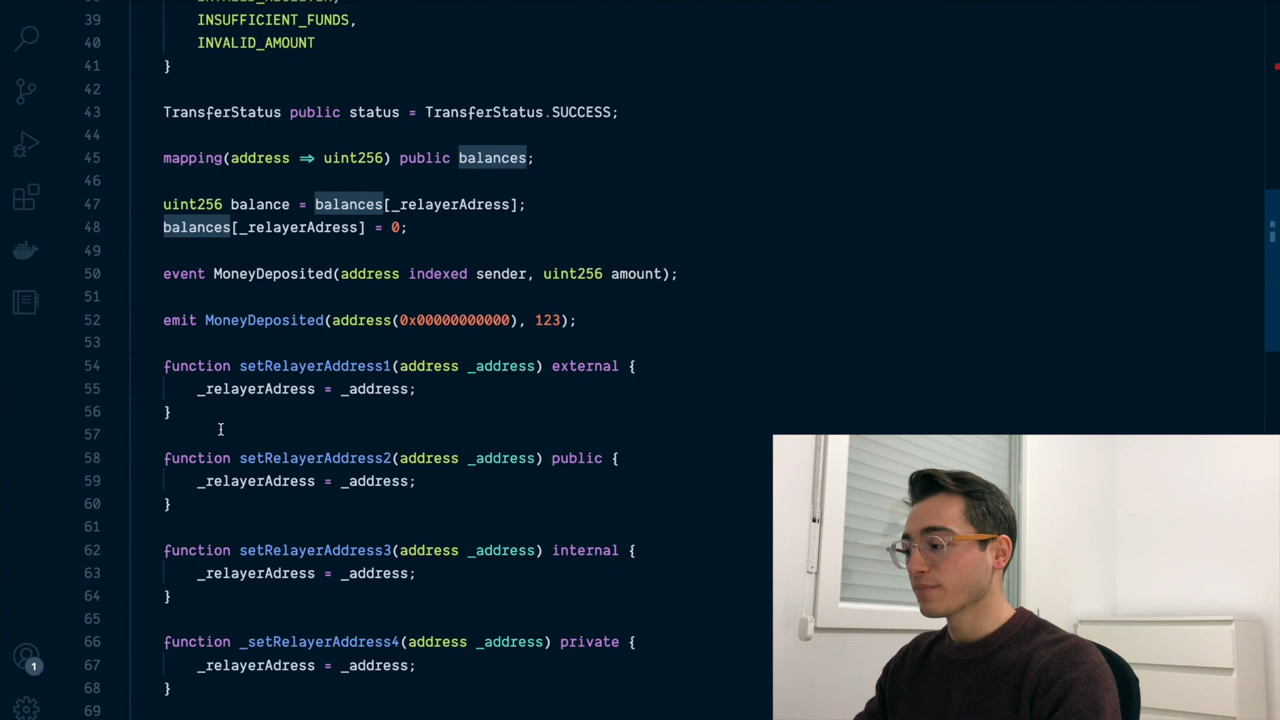 39 INSUFFICIENT_FUNDS,
40 INVALID_AMOUNT
41 }
42
43 TransferStatus public status = TransferStatus.SUCCESS;
44
45 mapping(address => uint256) public balances;
46
47 uint256 balance = balances[_relayerAdress];
48 balances[_relayerAdress] = 0;
49
50 event MoneyDeposited(address indexed sender, uint256 amount);
51
52 emit MoneyDeposited(address(0x00000000000), 123);
53
54 function setRelayerAddress1(address _address) external {
55 _relayerAdress = _address;
56 }
57
58 function setRelayerAddress2(address _address) public {
59 _relayerAdress = _address;
60 }
61
62 function setRelayerAddress3(address _address) internal {
63 _relayerAdress = _address;
64 }
65
66 function _setRelayerAddress4(address _address) private {
67 _relayerAdress = _address;
68 }
69
1